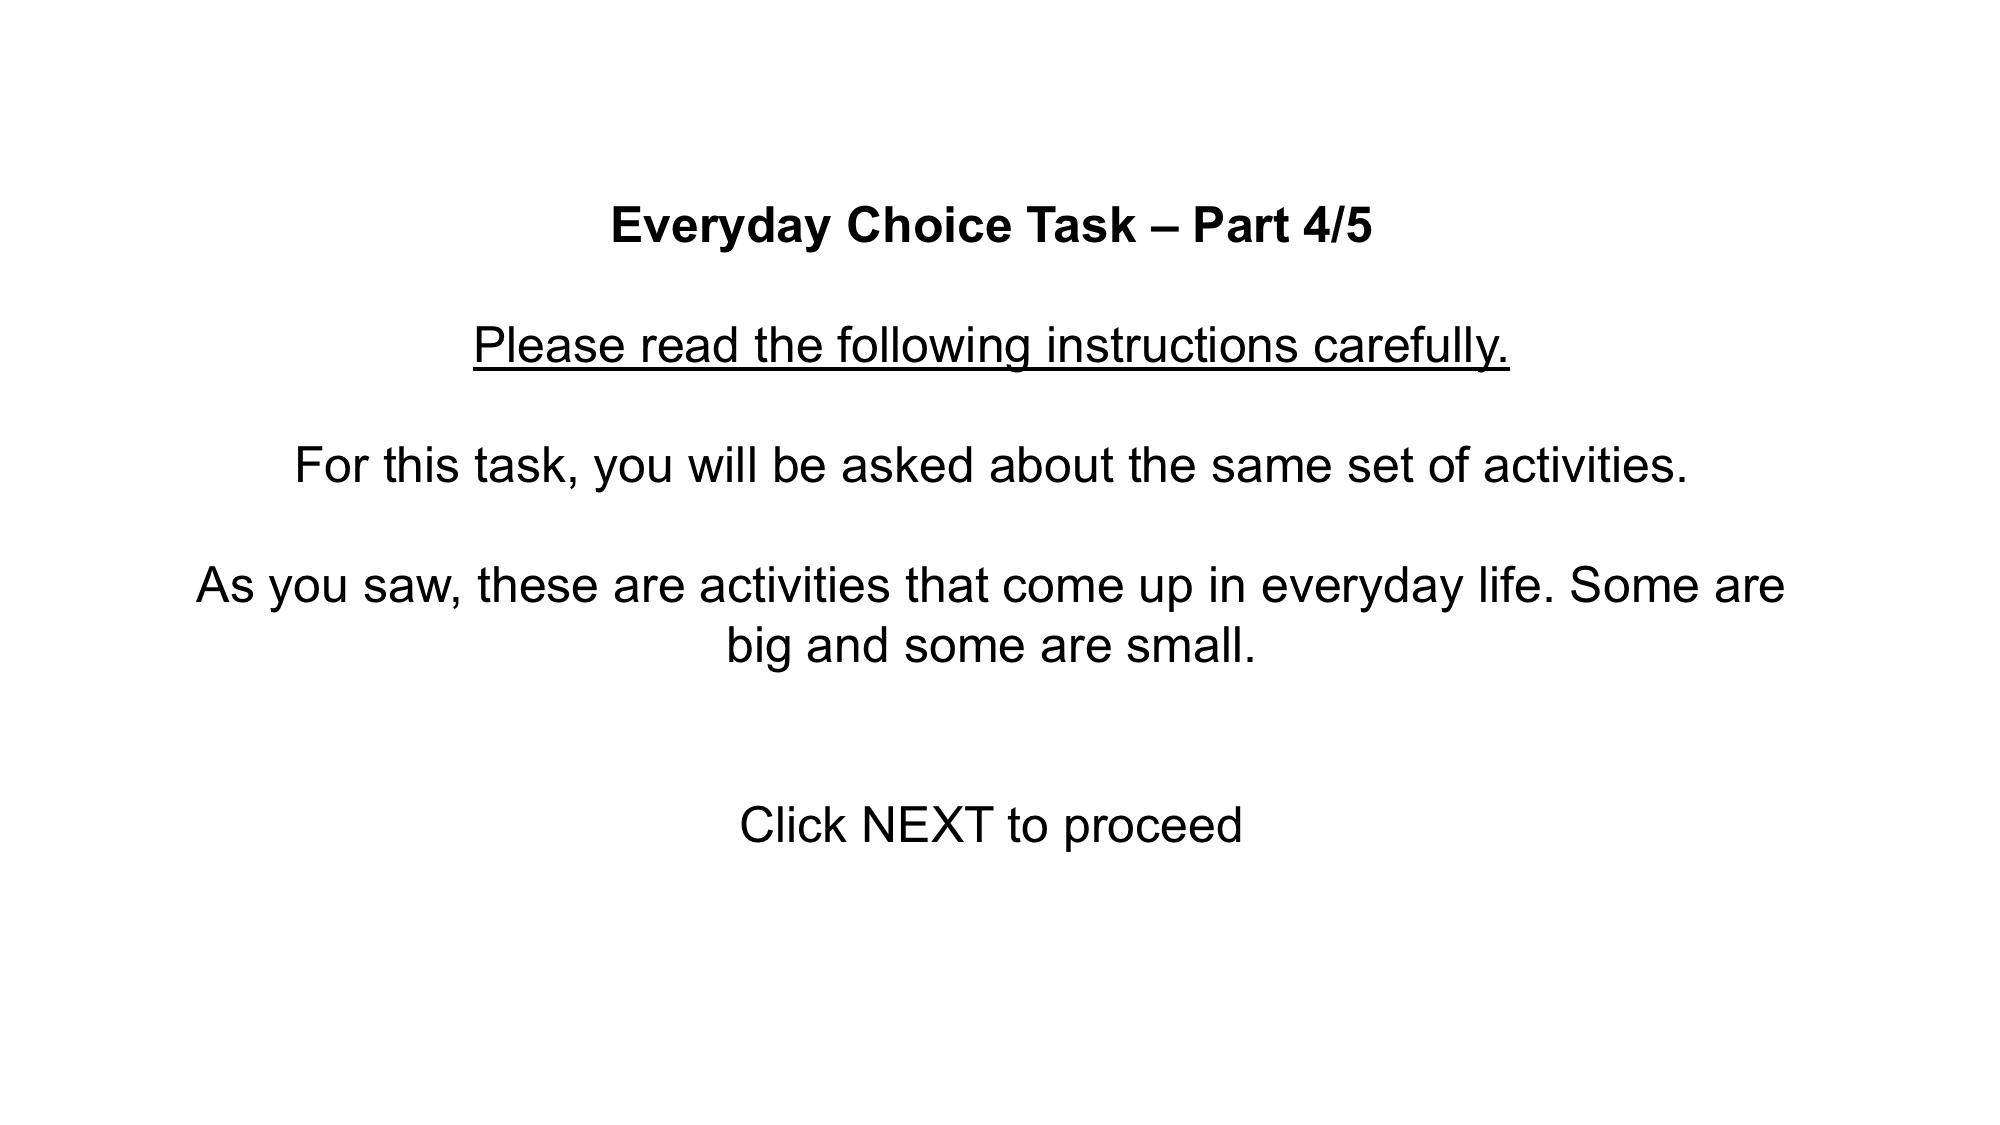 Everyday Choice Task – Part 4/5
Please read the following instructions carefully.
For this task, you will be asked about the same set of activities.
As you saw, these are activities that come up in everyday life. Some are
big and some are small.
Click NEXT to proceed